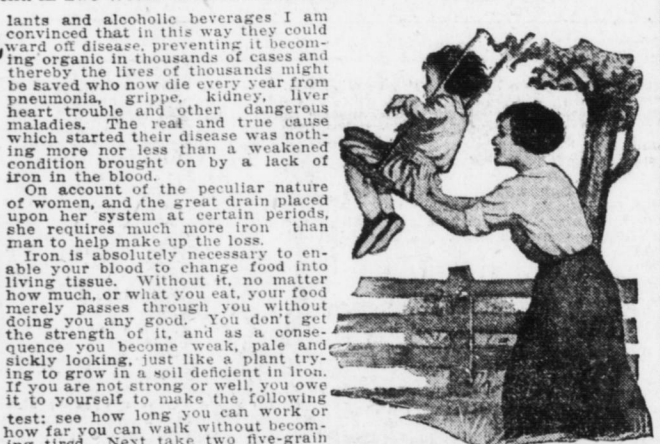 lants and alcoholic beverages I am
convinced that in this way they could
ward off disease, preventing it becom-
ing organic in thousands of cases and
thereby the lives of thousands might
be saved who now die every year from
pneumonia, grippe, kidney, liver
heart trouble and other dangerous
maladies. The real and true cause
which started their disease was noth-
ing more nor less than a weakened
condition brought on by a lack of
iron in the blood.
On account of the peculiar nature
of women, and the great drain placed
upon her system at certain periods,
she requires much more iron than
man to help make up the loss.
Iron is absolutely necessary to en-
able your blood to change food into
living tissue. Without it, no matter
how much, or what you eat, your food
merely passes through you without
doing you any good. You don't get
the strength of it, and as a conse-
quence you become weak, pale and
sickly looking, just like a plant try-
ing to grow in a soil deficient in iron.
If you are not strong or well, you owe
it to yourself to make the following
test: see how long you can work or
how far you can walk without becom-
ing tired. Next take two five-grain